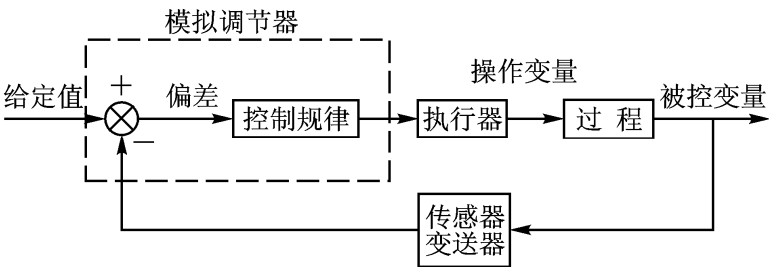 模拟调节器
给定值
+
偏差
控制规律
执行器
操作变量
过 程
被控变量
−
传感器
变送器